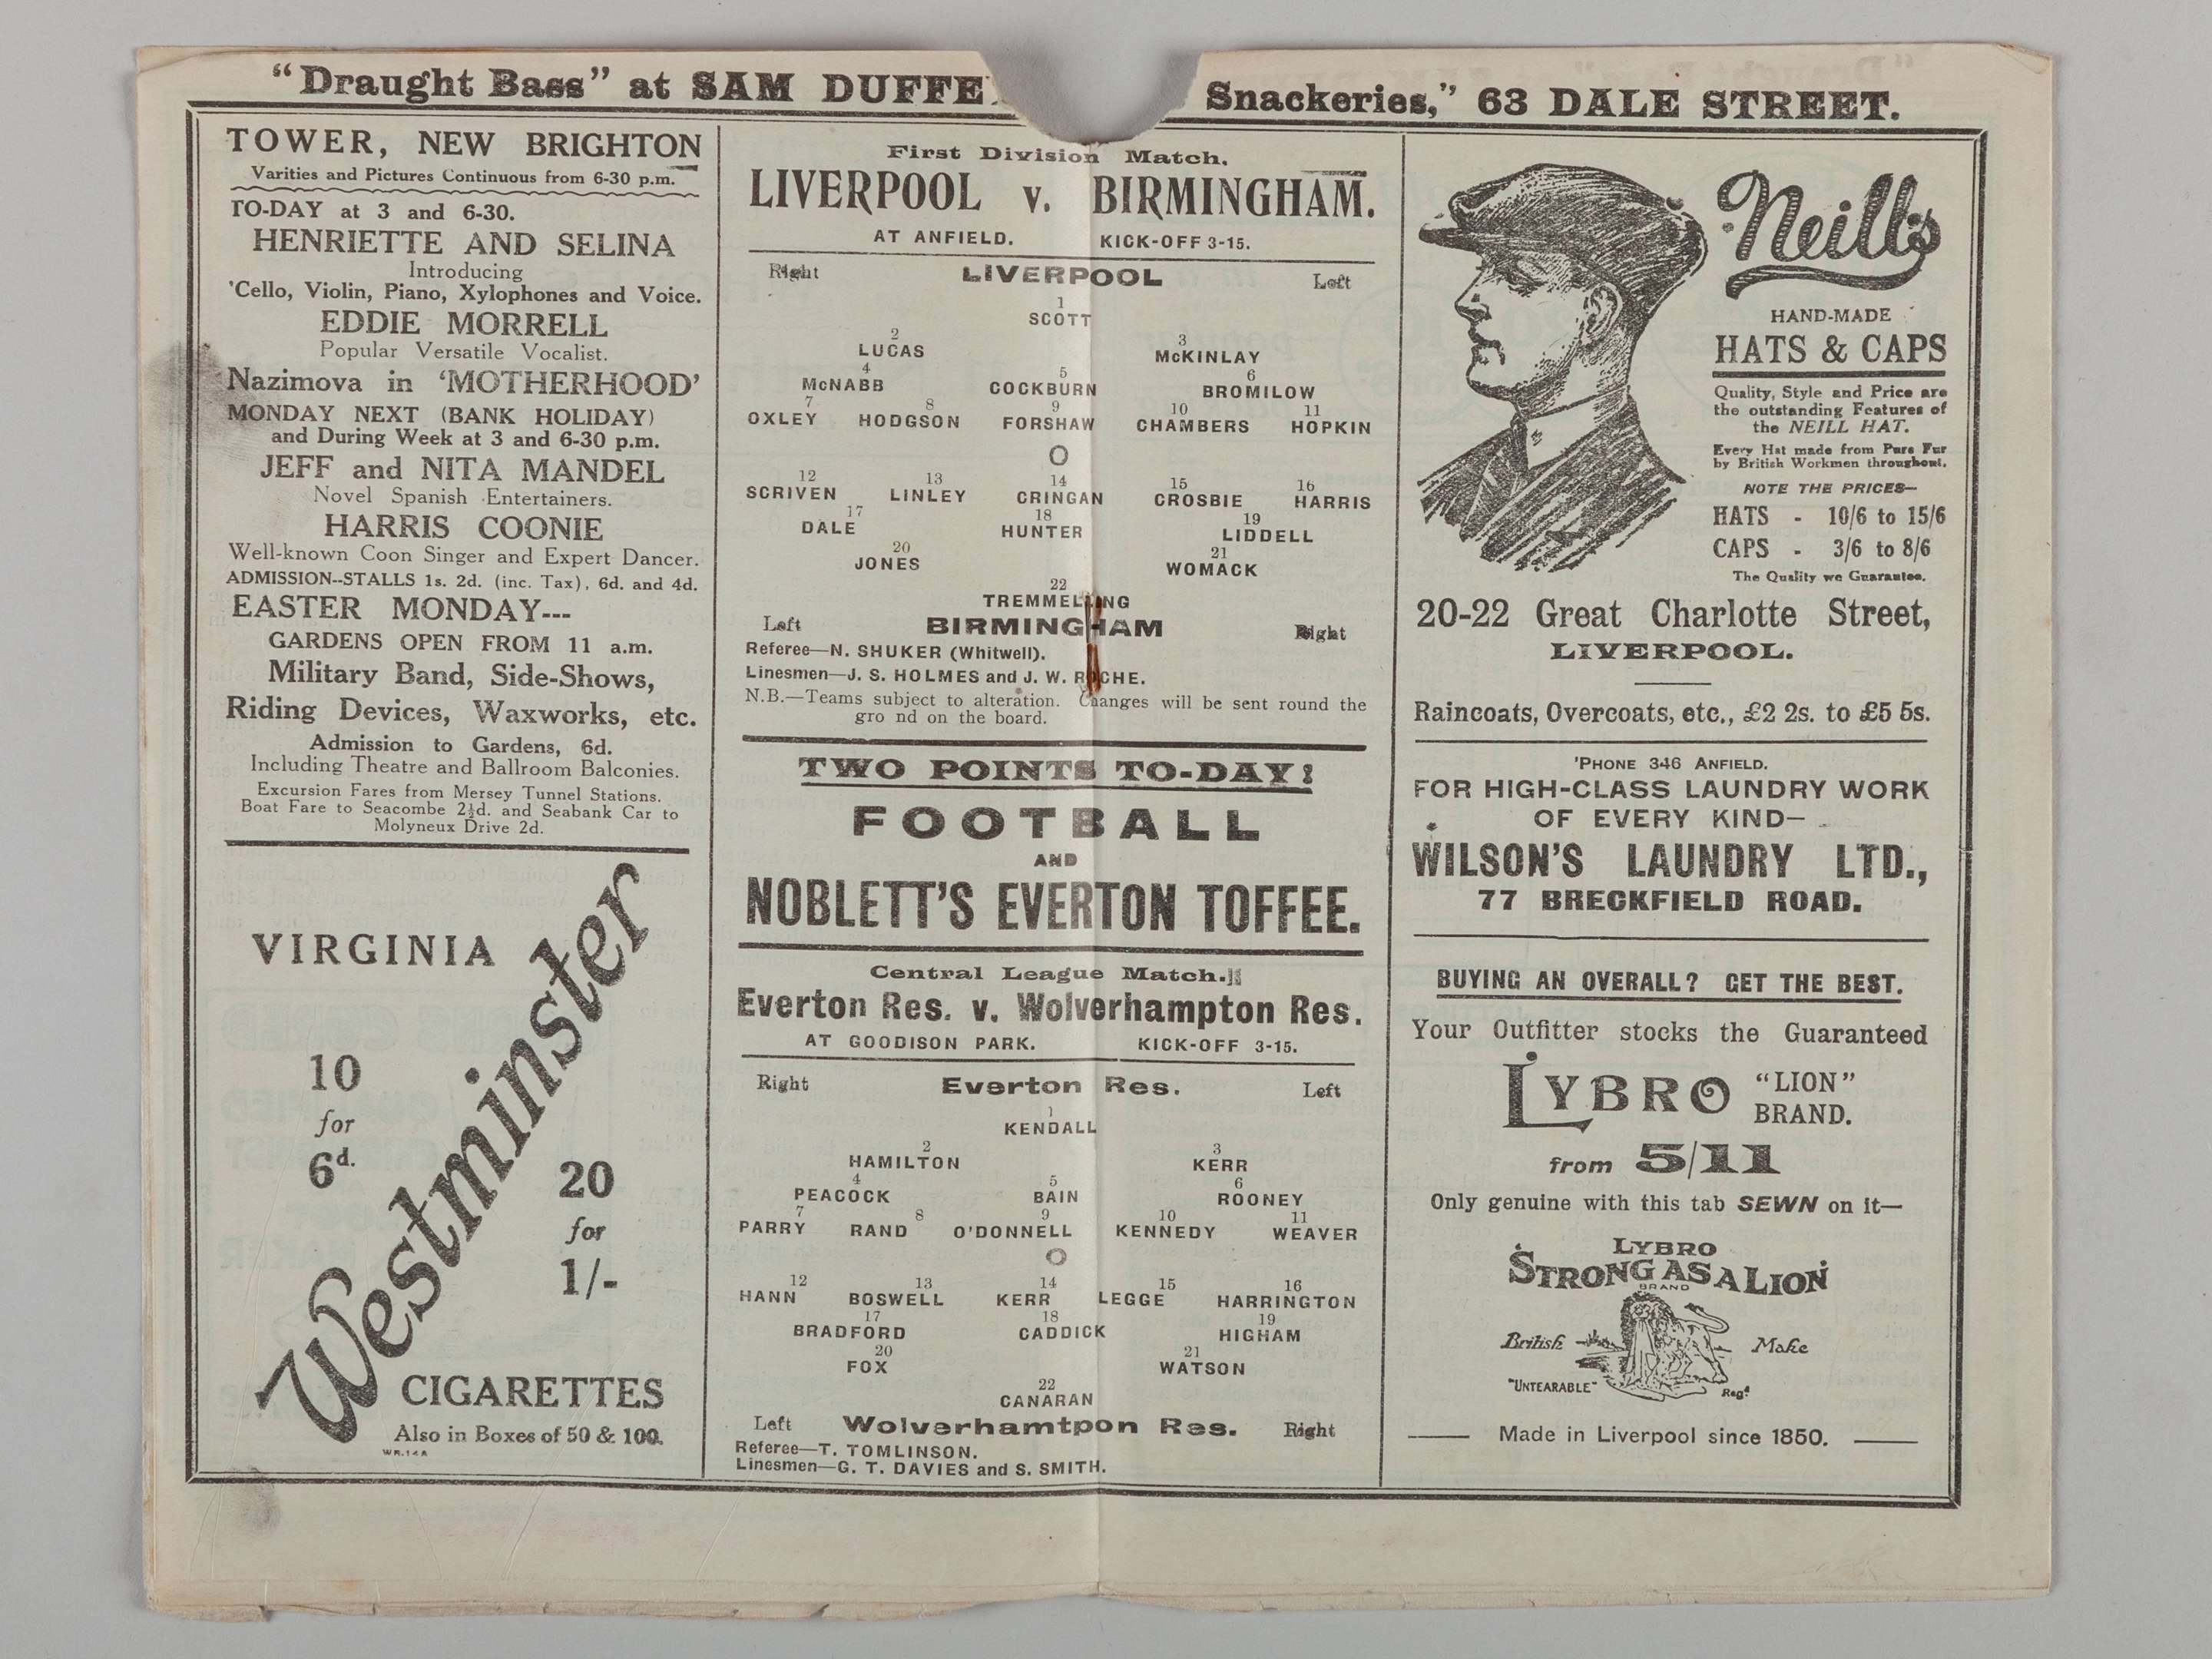 "Draught Bass" at SAM Snackeries," 63 DALE STREET.
TOWER, NEW BRIGHTON
Varities and Pictures Continuous from 6-30 p.m.
TO-DAY at 3 and 6-30.
HENRIETTE AND SELINA
Introducing
'Cello, Violin, Piano, Xylophones and Voice.
EDDIE MORRELL
Popular Versatile Vocalist.
Nazimova in 'MOTHERHOOD'
MONDAY NEXT (BANK HOLIDAY)
and During Week at 3 and 6-30 p.m.
JEFF and NITA MANDEL
Novel Spanish Entertainers.
HARRIS COONIE
Well-known Coon Singer and Expert Dancer.
ADMISSION--STALLS 1s. 2d. (inc. Tax), 6d. and 4d.
EASTER MONDAY---
GARDENS OPEN FROM 11 a.m.
Military Band, Side-Shows,
Riding Devices, Waxworks, etc.
Admission to Gardens, 6d.
Including Theatre and Ballroom Balconies.
Excursion Fares from Mersey Tunnel Stations.
Boat Fare to Seacombe 2½d. and Seabank Car to
Molyneux Drive 2d.
VIRGINIA
Westminster
10
for
6d.
20
for
1/-
CIGARETTES
Also in Boxes of 50 & 100.
WR.14A
First Division Match.
LIVERPOOL v. BIRMINGHAM.
AT ANFIELD. KICK-OFF 3-15.
Right LIVERPOOL Left
1
SCOTT
2 3
LUCAS McKINLAY
4 5 6
McNABB COCKBURN BROMILOW
7 8 9 10 11
OXLEY HODGSON FORSHAW CHAMBERS HOPKIN
O
12 13 14 15 16
SCRIVEN LINLEY CRINGAN CROSBIE HARRIS
17 18 19
DALE HUNTER LIDDELL
20 21
JONES WOMACK
22
TREMMELLING
Left BIRMINGHAM Right
Referee—N. SHUKER (Whitwell).
Linesmen—J. S. HOLMES and J. W. ROCHE.
N.B.—Teams subject to alteration. Changes will be sent round the
gro nd on the board.
TWO POINTS TO-DAY!
FOOTBALL
AND
NOBLETT'S EVERTON TOFFEE.
Central League Match.
Everton Res. v. Wolverhampton Res.
AT GOODISON PARK. KICK-OFF 3-15.
Right Everton Res. Left
1
KENDALL
2 3
HAMILTON KERR
4 5 6
PEACOCK BAIN ROONEY
7 8 9 10 11
PARRY RAND O'DONNELL KENNEDY WEAVER
O
12 13 14 15 16
HANN BOSWELL KERR LEGGE HARRINGTON
17 18 19
BRADFORD CADDICK HIGHAM
20 21
FOX WATSON
22
CANARAN
Left Wolverhamtpon Res. Right
Referee—T. TOMLINSON.
Linesmen—G. T. DAVIES and S. SMITH.
Neill's
HAND-MADE
HATS & CAPS
Quality, Style and Price are
the outstanding Features of
the NEILL HAT.
Every Hat made from Pure Fur
by British Workmen throughout.
NOTE THE PRICES—
HATS - 10/6 to 15/6
CAPS - 3/6 to 8/6
The Quality we Guarantee.
20-22 Great Charlotte Street,
LIVERPOOL.
Raincoats, Overcoats, etc., £2 2s. to £5 5s.
'PHONE 346 ANFIELD.
FOR HIGH-CLASS LAUNDRY WORK
OF EVERY KIND—
WILSON'S LAUNDRY LTD.,
77 BRECKFIELD ROAD.
BUYING AN OVERALL? GET THE BEST.
Your Outfitter stocks the Guaranteed
LYBRO "LION"
BRAND.
from 5/11
Only genuine with this tab SEWN on it—
LYBRO
STRONG AS A LION
BRAND
British Make
"UNTEARABLE" Regd
Made in Liverpool since 1850.